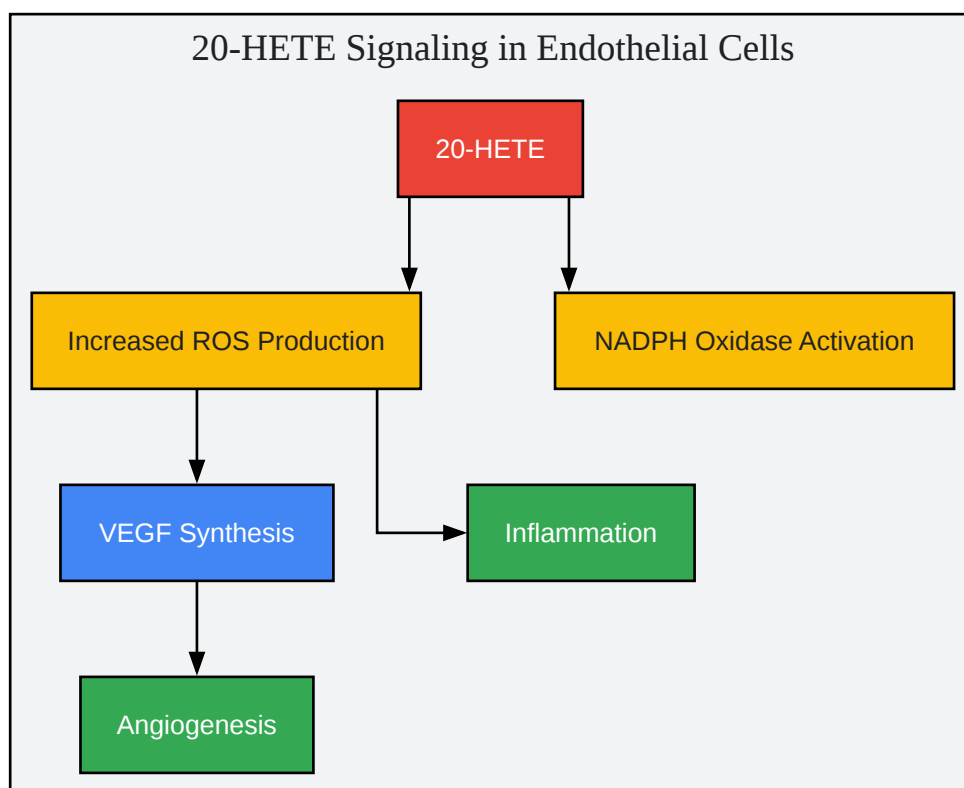 20-HETE Signaling in Endothelial Cells
20-HETE
Increased ROS Production
NADPH Oxidase Activation
VEGF Synthesis
Inflammation
Angiogenesis